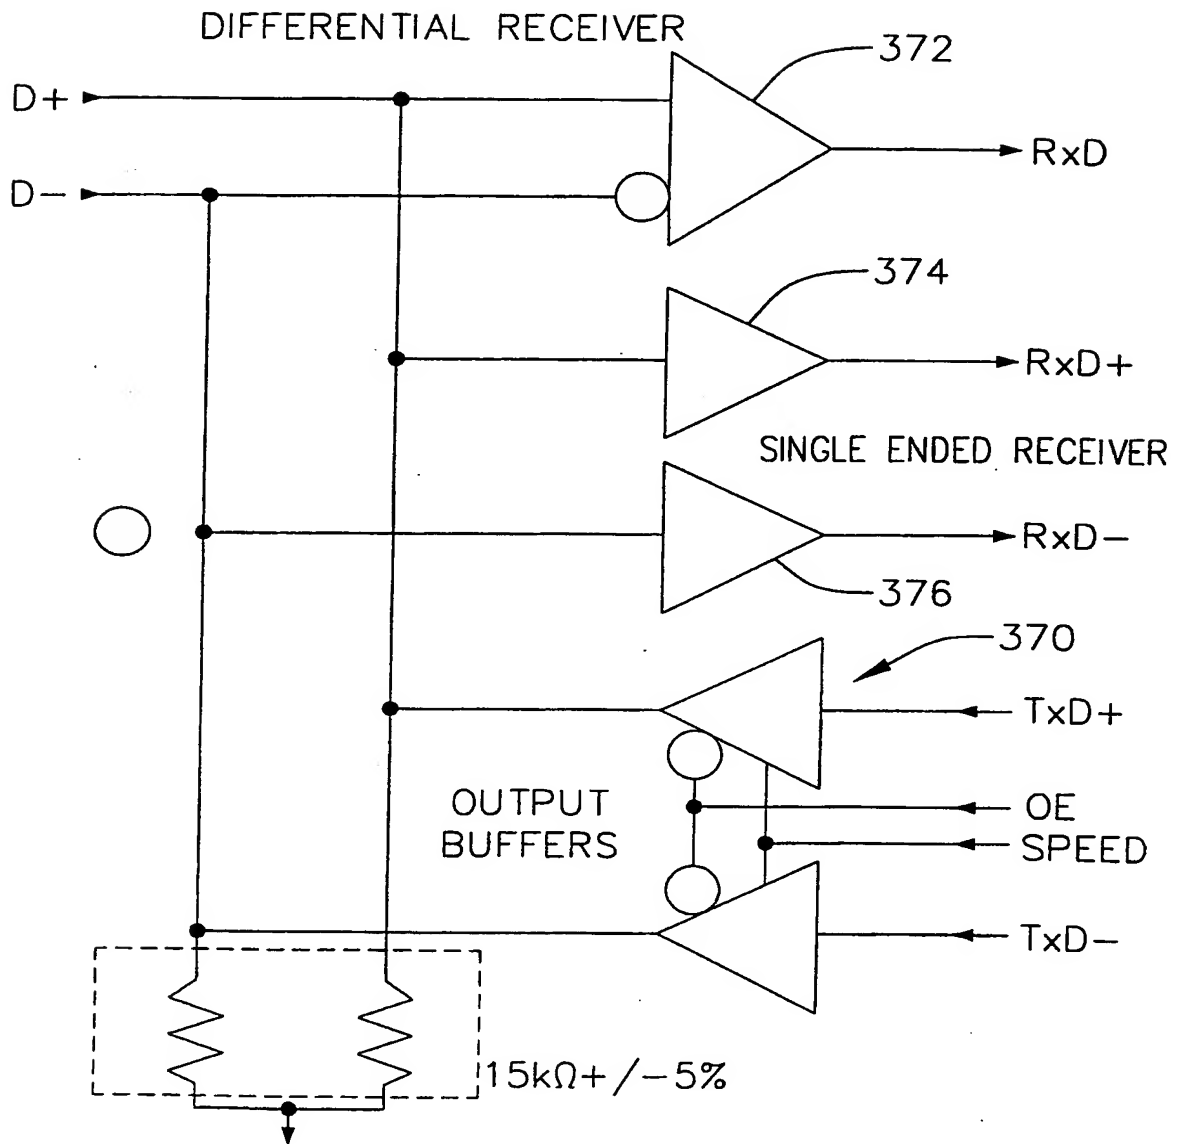 DIFFERENTIAL RECEIVER
372
D+
RxD
D-
374
RxD+
SINGLE ENDED RECEIVER
RxD-
376
370
TxD+
OUTPUT
BUFFERS
OE
SPEED
TxD-
15kΩ+/-5%